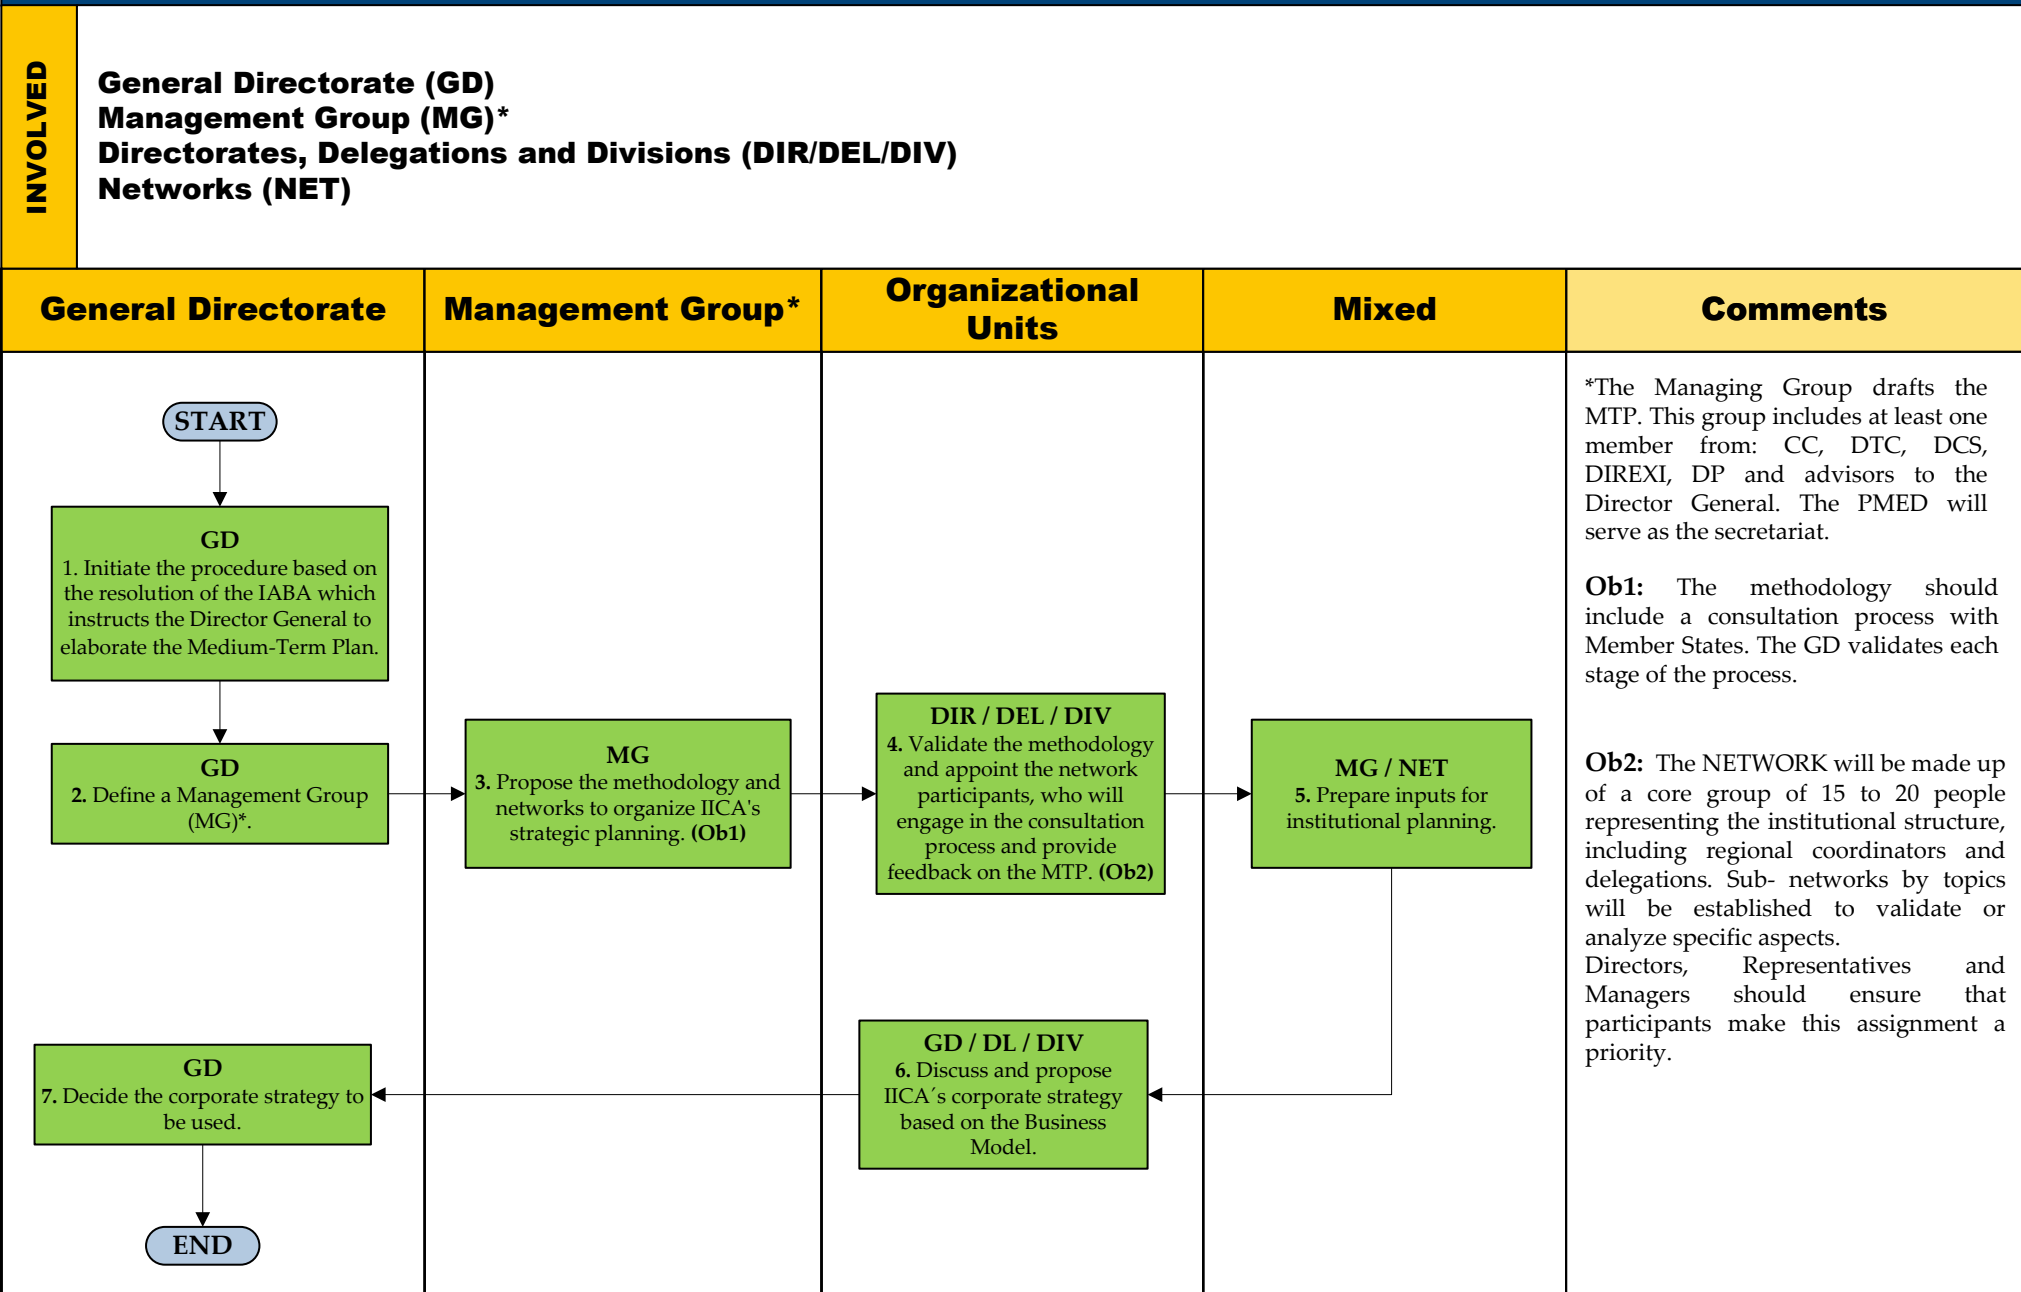 INVOLVED
General Directorate (GD)
Management Group (MG)*
Directorates, Delegations and Divisions (DIR/DEL/DIV)
Networks (NET)
General Directorate
Management Group*
Organizational
Units
Mixed
Comments
START
GD
1. Initiate the procedure based on
the resolution of the IABA which
instructs the Director General to
elaborate the Medium-Term Plan.
GD
2. Define a Management Group
(MG)*.
MG
3. Propose the methodology and
networks to organize IICA's
strategic planning. (Ob1)
DIR / DEL / DIV
4. Validate the methodology
and appoint the network
participants, who will
engage in the consultation
process and provide
feedback on the MTP. (Ob2)
MG / NET
5. Prepare inputs for
institutional planning.
GD / DL / DIV
6. Discuss and propose
IICA´s corporate strategy
based on the Business
Model.
GD
7. Decide the corporate strategy to
be used.
END
*The Managing Group drafts the
MTP. This group includes at least one
member from: CC, DTC, DCS,
DIREXI, DP and advisors to the
Director General. The PMED will
serve as the secretariat.
Ob1: The methodology should
include a consultation process with
Member States. The GD validates each
stage of the process.
Ob2: The NETWORK will be made up
of a core group of 15 to 20 people
representing the institutional structure,
including regional coordinators and
delegations. Sub- networks by topics
will be established to validate or
analyze specific aspects.
Directors, Representatives and
Managers should ensure that
participants make this assignment a
priority.